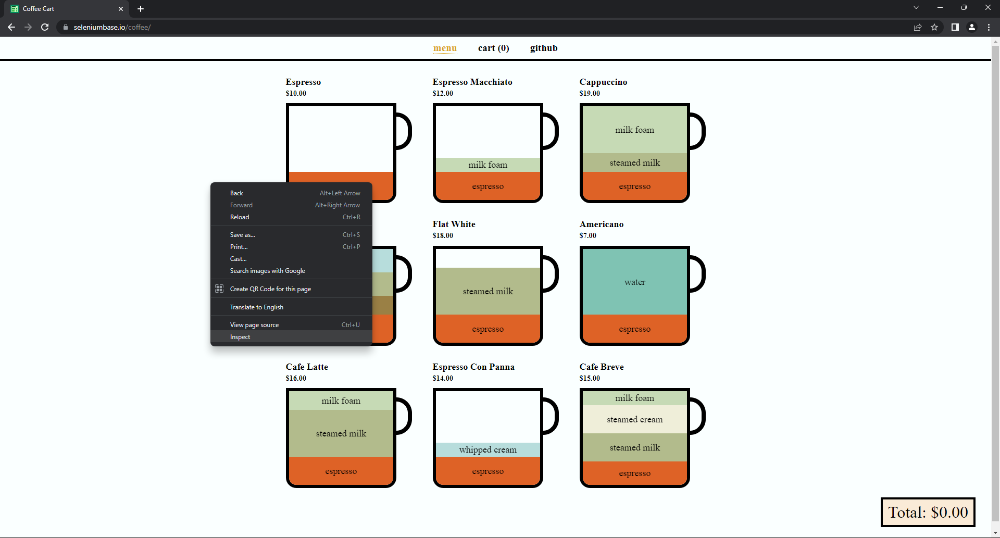 Coffee Cart
seleniumbase.io/coffee/
menu cart (0) github
Espresso
$10.00
Espresso Macchiato
$12.00
milk foam
espresso
Cappuccino
$19.00
milk foam
steamed milk
espresso
Back Alt+Left Arrow
Forward Alt+Right Arrow
Reload Ctrl+R
Save as... Ctrl+S
Print... Ctrl+P
Cast...
Search images with Google
Create QR Code for this page
Translate to English
View page source Ctrl+U
Inspect
Flat White
$18.00
steamed milk
espresso
Americano
$7.00
water
espresso
Cafe Latte
$16.00
milk foam
steamed milk
espresso
Espresso Con Panna
$14.00
whipped cream
espresso
Cafe Breve
$15.00
milk foam
steamed cream
steamed milk
espresso
Total: $0.00